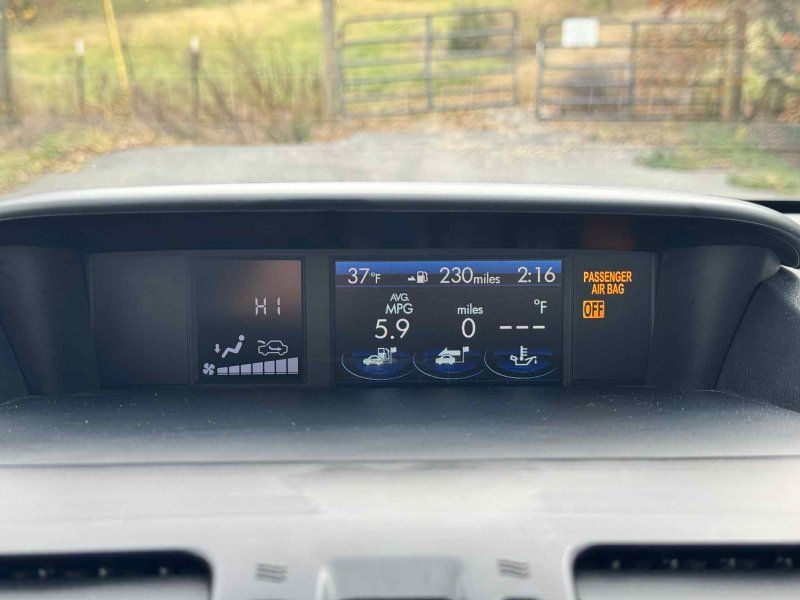 HI
37°F 230miles 2:16
AVG.
MPG
5.9
miles
0
°F
---
PASSENGER
AIR BAG
OFF